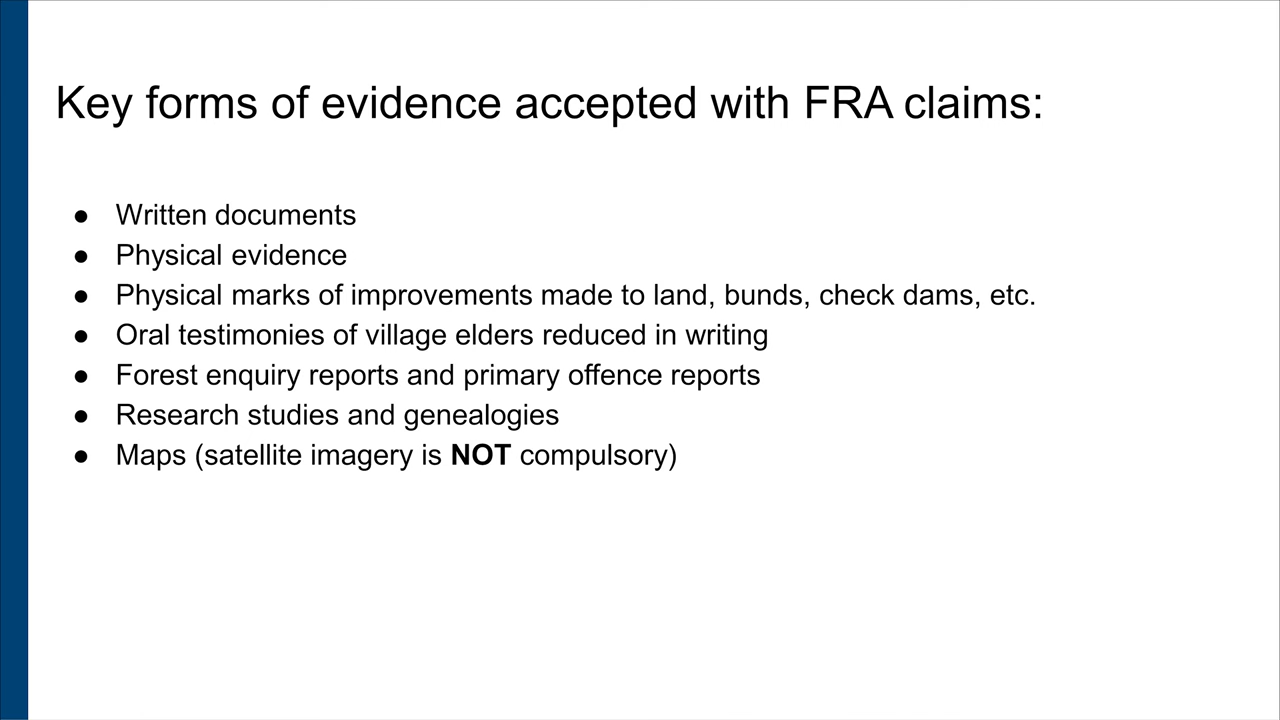 Key forms of evidence accepted with FRA claims:
● Written documents
● Physical evidence
● Physical marks of improvements made to land, bunds, check dams, etc.
● Oral testimonies of village elders reduced in writing
● Forest enquiry reports and primary offence reports
● Research studies and genealogies
● Maps (satellite imagery is NOT compulsory)